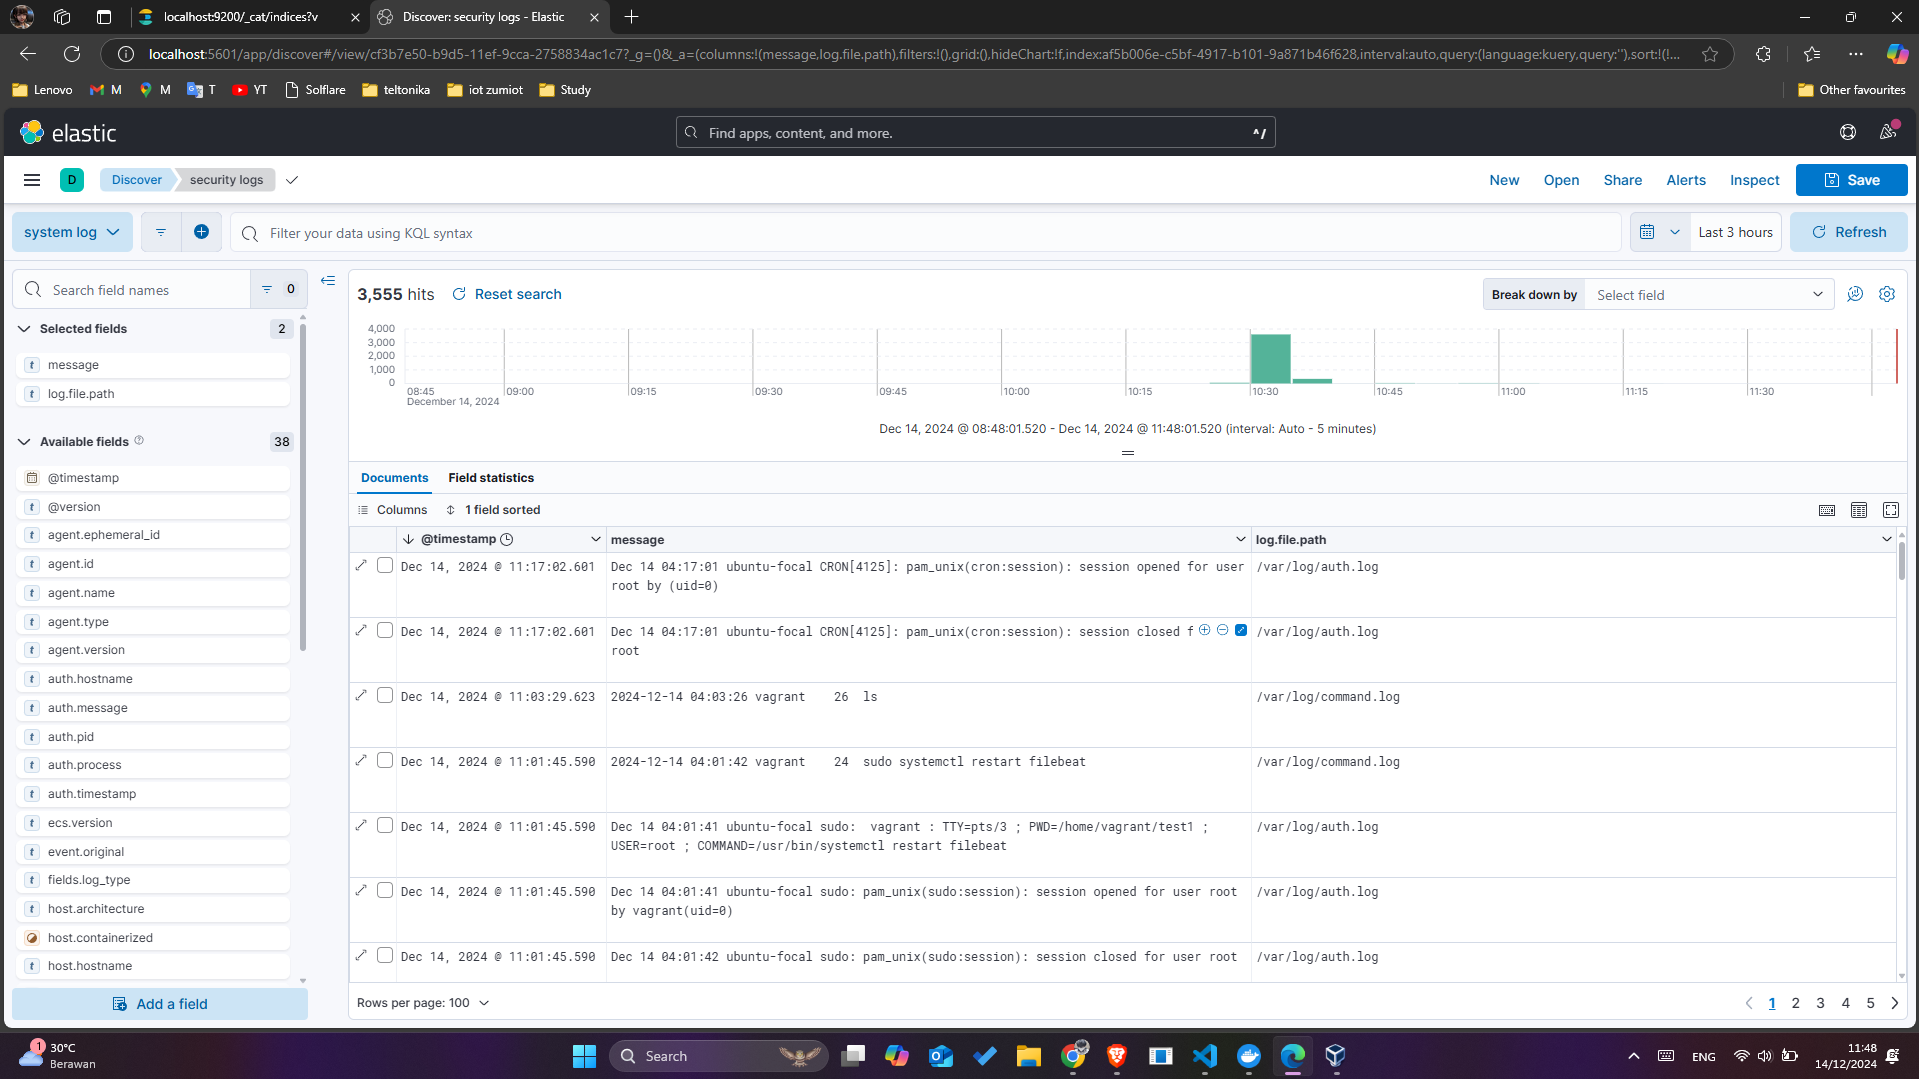 localhost:9200/_cat/indices?v
Discover: security logs - Elastic
localhost:5601/app/discover#/view/cf3b7e50-b9d5-11ef-9cca-2758834ac1c7?_g=()&_a=(columns:!(message,log.file.path),filters:!(),grid:(),hideChart:!f,index:af5b006e-c5bf-4917-b101-9a871b46f628,interval:auto,query:(language:kuery,query:''),sort:!(!...
Lenovo M M T YT Solflare teltonika iot zumiot Study Other favourites
elastic
Find apps, content, and more. ^/
D Discover security logs New Open Share Alerts Inspect Save
system log Filter your data using KQL syntax Last 3 hours Refresh
Search field names 0
3,555 hits Reset search Break down by Select field
Selected fields 2
message
log.file.path
Available fields 38
@timestamp
@version
agent.ephemeral_id
agent.id
agent.name
agent.type
agent.version
auth.hostname
auth.message
auth.pid
auth.process
auth.timestamp
ecs.version
event.original
fields.log_type
host.architecture
host.containerized
host.hostname
Add a field
4,000
3,000
2,000
1,000
0
08:45 09:00 09:15 09:30 09:45 10:00 10:15 10:30 10:45 11:00 11:15 11:30
December 14, 2024
Dec 14, 2024 @ 08:48:01.520 - Dec 14, 2024 @ 11:48:01.520 (interval: Auto - 5 minutes)
Documents Field statistics
Columns 1 field sorted
@timestamp message log.file.path
Dec 14, 2024 @ 11:17:02.601 Dec 14 04:17:01 ubuntu-focal CRON[4125]: pam_unix(cron:session): session opened for user /var/log/auth.log
root by (uid=0)
Dec 14, 2024 @ 11:17:02.601 Dec 14 04:17:01 ubuntu-focal CRON[4125]: pam_unix(cron:session): session closed f /var/log/auth.log
root
Dec 14, 2024 @ 11:03:29.623 2024-12-14 04:03:26 vagrant 26 ls /var/log/command.log
Dec 14, 2024 @ 11:01:45.590 2024-12-14 04:01:42 vagrant 24 sudo systemctl restart filebeat /var/log/command.log
Dec 14, 2024 @ 11:01:45.590 Dec 14 04:01:41 ubuntu-focal sudo: vagrant : TTY=pts/3 ; PWD=/home/vagrant/test1 ; /var/log/auth.log
USER=root ; COMMAND=/usr/bin/systemctl restart filebeat
Dec 14, 2024 @ 11:01:45.590 Dec 14 04:01:41 ubuntu-focal sudo: pam_unix(sudo:session): session opened for user root /var/log/auth.log
by vagrant(uid=0)
Dec 14, 2024 @ 11:01:45.590 Dec 14 04:01:42 ubuntu-focal sudo: pam_unix(sudo:session): session closed for user root /var/log/auth.log
Rows per page: 100 1 2 3 4 5
1 30°C
Berawan
Search
ENG
11:48
14/12/2024